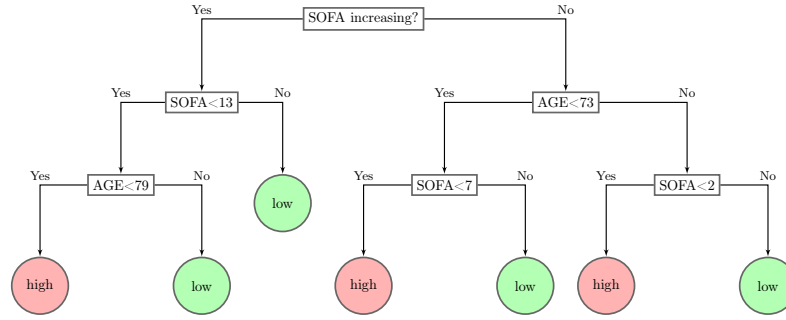 SOFA increasing?
Yes
No
SOFA<13
AGE<73
Yes
No
Yes
No
AGE<79
low
SOFA<7
SOFA<2
Yes
No
Yes
No
Yes
No
high
low
high
low
high
low